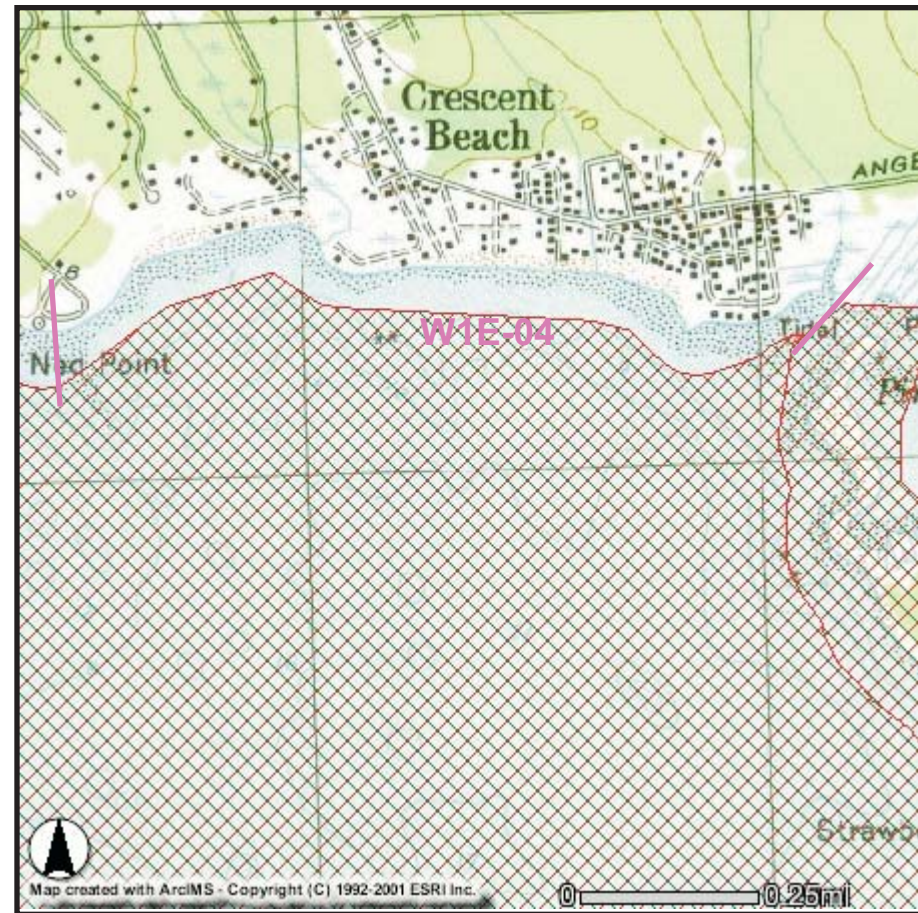 Crescent
Beach
10
ANGE
W1E-04
Ned Point
Strawb
Map created with ArcIMS - Copyright (C) 1992-2001 ESRI Inc.
0
0.25mi